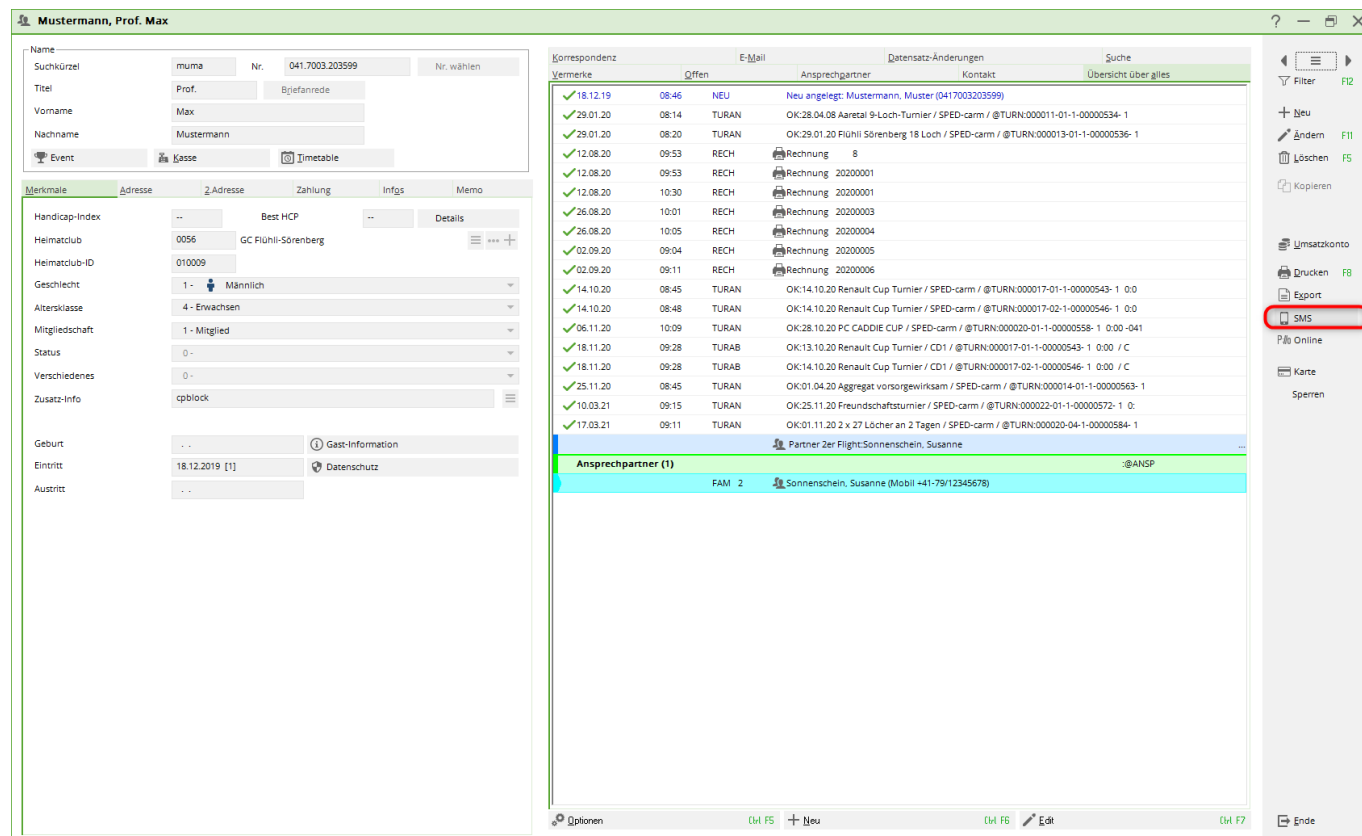 Mustermann, Prof. Max
?
Name
Suchkürzel muma Nr. 041.7003.203599 Nr. wählen
Titel Prof. Briefanrede
Vorname Max
Nachname Mustermann
Event Kasse Timetable
Merkmale Adresse 2.Adresse Zahlung Infos Memo
Handicap-Index -- Best HCP -- Details
Heimatclub 0056 GC Flühli-Sörenberg
Heimatclub-ID 010009
Geschlecht 1 - Männlich
Altersklasse 4 - Erwachsen
Mitgliedschaft 1 - Mitglied
Status 0 -
Verschiedenes 0 -
Zusatz-Info cpblock
Geburt . . Gast-Information
Eintritt 18.12.2019 [1] Datenschutz
Austritt . .
Korrespondenz E-Mail Datensatz-Änderungen Suche
Vermerke Offen Ansprechpartner Kontakt Übersicht über alles
18.12.19 08:46 NEU Neu angelegt: Mustermann, Muster (0417003203599)
29.01.20 08:14 TURAN OK:28.04.08 Aaretal 9-Loch-Turnier / SPED-carm / @TURN:000011-01-1-00000534- 1
29.01.20 08:20 TURAN OK:29.01.20 Flühli Sörenberg 18 Loch / SPED-carm / @TURN:000013-01-1-00000536- 1
12.08.20 09:53 RECH Rechnung 8
12.08.20 09:53 RECH Rechnung 20200001
12.08.20 10:30 RECH Rechnung 20200001
26.08.20 10:01 RECH Rechnung 20200003
26.08.20 10:05 RECH Rechnung 20200004
02.09.20 09:04 RECH Rechnung 20200005
02.09.20 09:11 RECH Rechnung 20200006
14.10.20 08:45 TURAN OK:14.10.20 Renault Cup Turnier / SPED-carm / @TURN:000017-01-1-00000543- 1 0:0
14.10.20 08:48 TURAN OK:14.10.20 Renault Cup Turnier / SPED-carm / @TURN:000017-02-1-00000546- 1 0:0
06.11.20 10:09 TURAN OK:28.10.20 PC CADDIE CUP / SPED-carm / @TURN:000020-01-1-00000558- 1 0:00 -041
18.11.20 09:28 TURAB OK:13.10.20 Renault Cup Turnier / CD1 / @TURN:000017-01-1-00000543- 1 0:00 / C
18.11.20 09:28 TURAB OK:14.10.20 Renault Cup Turnier / CD1 / @TURN:000017-02-1-00000546- 1 0:00 / C
25.11.20 08:45 TURAN OK:01.04.20 Aggregat vorsorgewirksam / SPED-carm / @TURN:000014-01-1-00000563- 1
10.03.21 09:15 TURAN OK:25.11.20 Freundschaftsturnier / SPED-carm / @TURN:000022-01-1-00000572- 1 0:
17.03.21 09:11 TURAN OK:01.11.20 2 x 27 Löcher an 2 Tagen / SPED-carm / @TURN:000020-04-1-00000584- 1
Partner 2er Flight:Sonnenschein, Susanne ...
Ansprechpartner (1) :@ANSP
FAM 2 Sonnenschein, Susanne (Mobil +41-79/12345678)
Optionen Ctrl F5 Neu Ctrl F6 Edit Ctrl F7
Filter F12
Neu
Ändern F11
Löschen F5
Kopieren
Umsatzkonto
Drucken F8
Export
SMS
Online
Karte
Sperren
Ende